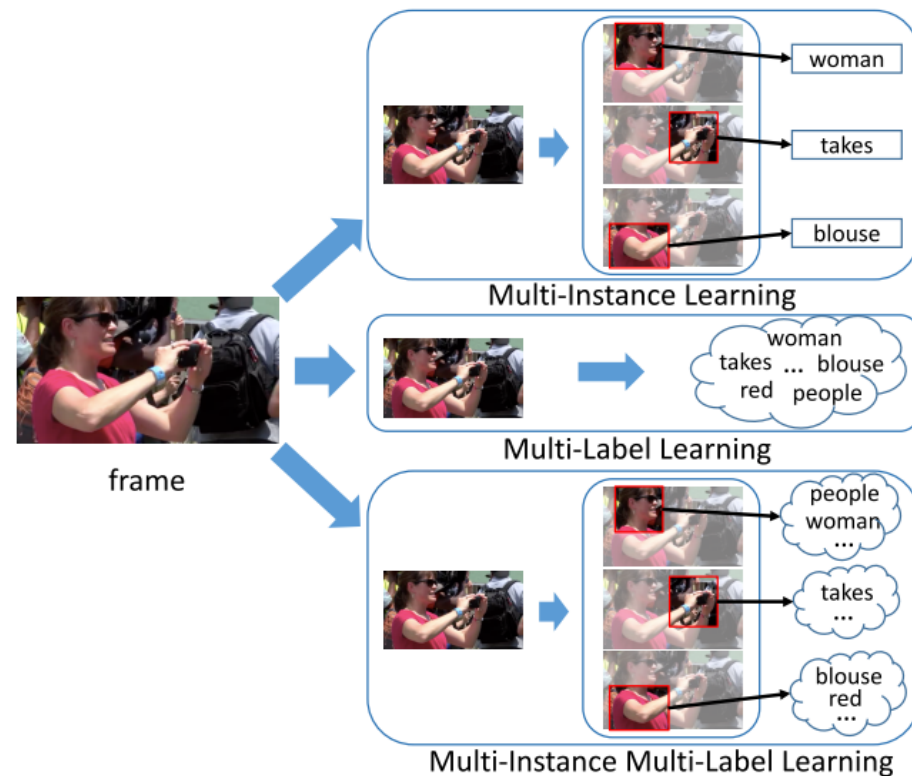 woman
takes
blouse
Multi-Instance Learning
woman
takes ... blouse
red people
Multi-Label Learning
frame
people
woman
...
takes
...
blouse
red
...
Multi-Instance Multi-Label Learning